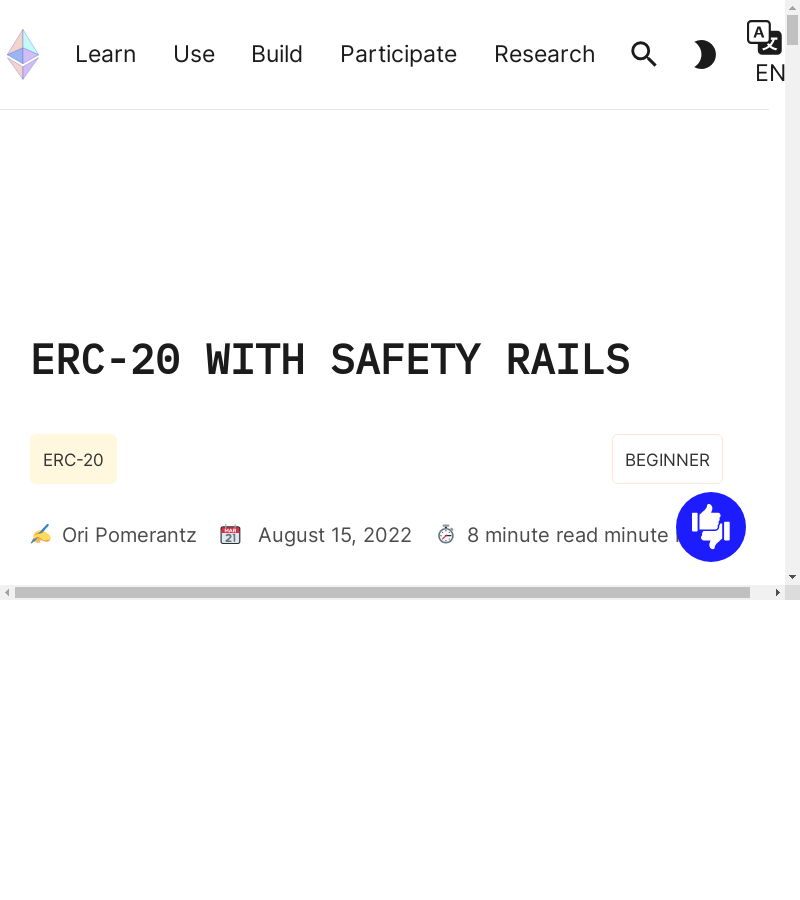 Learn Use Build Participate Research
EN
ERC-20 WITH SAFETY RAILS
ERC-20 BEGINNER
Ori Pomerantz August 15, 2022 8 minute read minute